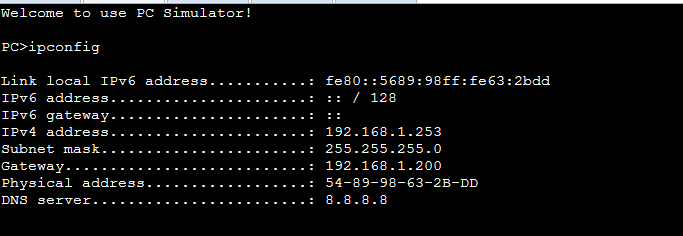 Welcome to use PC Simulator!
PC>ipconfig
Link local IPv6 address...........: fe80::5689:98ff:fe63:2bdd
IPv6 address......................: :: / 128
IPv6 gateway......................: ::
IPv4 address......................: 192.168.1.253
Subnet mask.......................: 255.255.255.0
Gateway...........................: 192.168.1.200
Physical address..................: 54-89-98-63-2B-DD
DNS server........................: 8.8.8.8